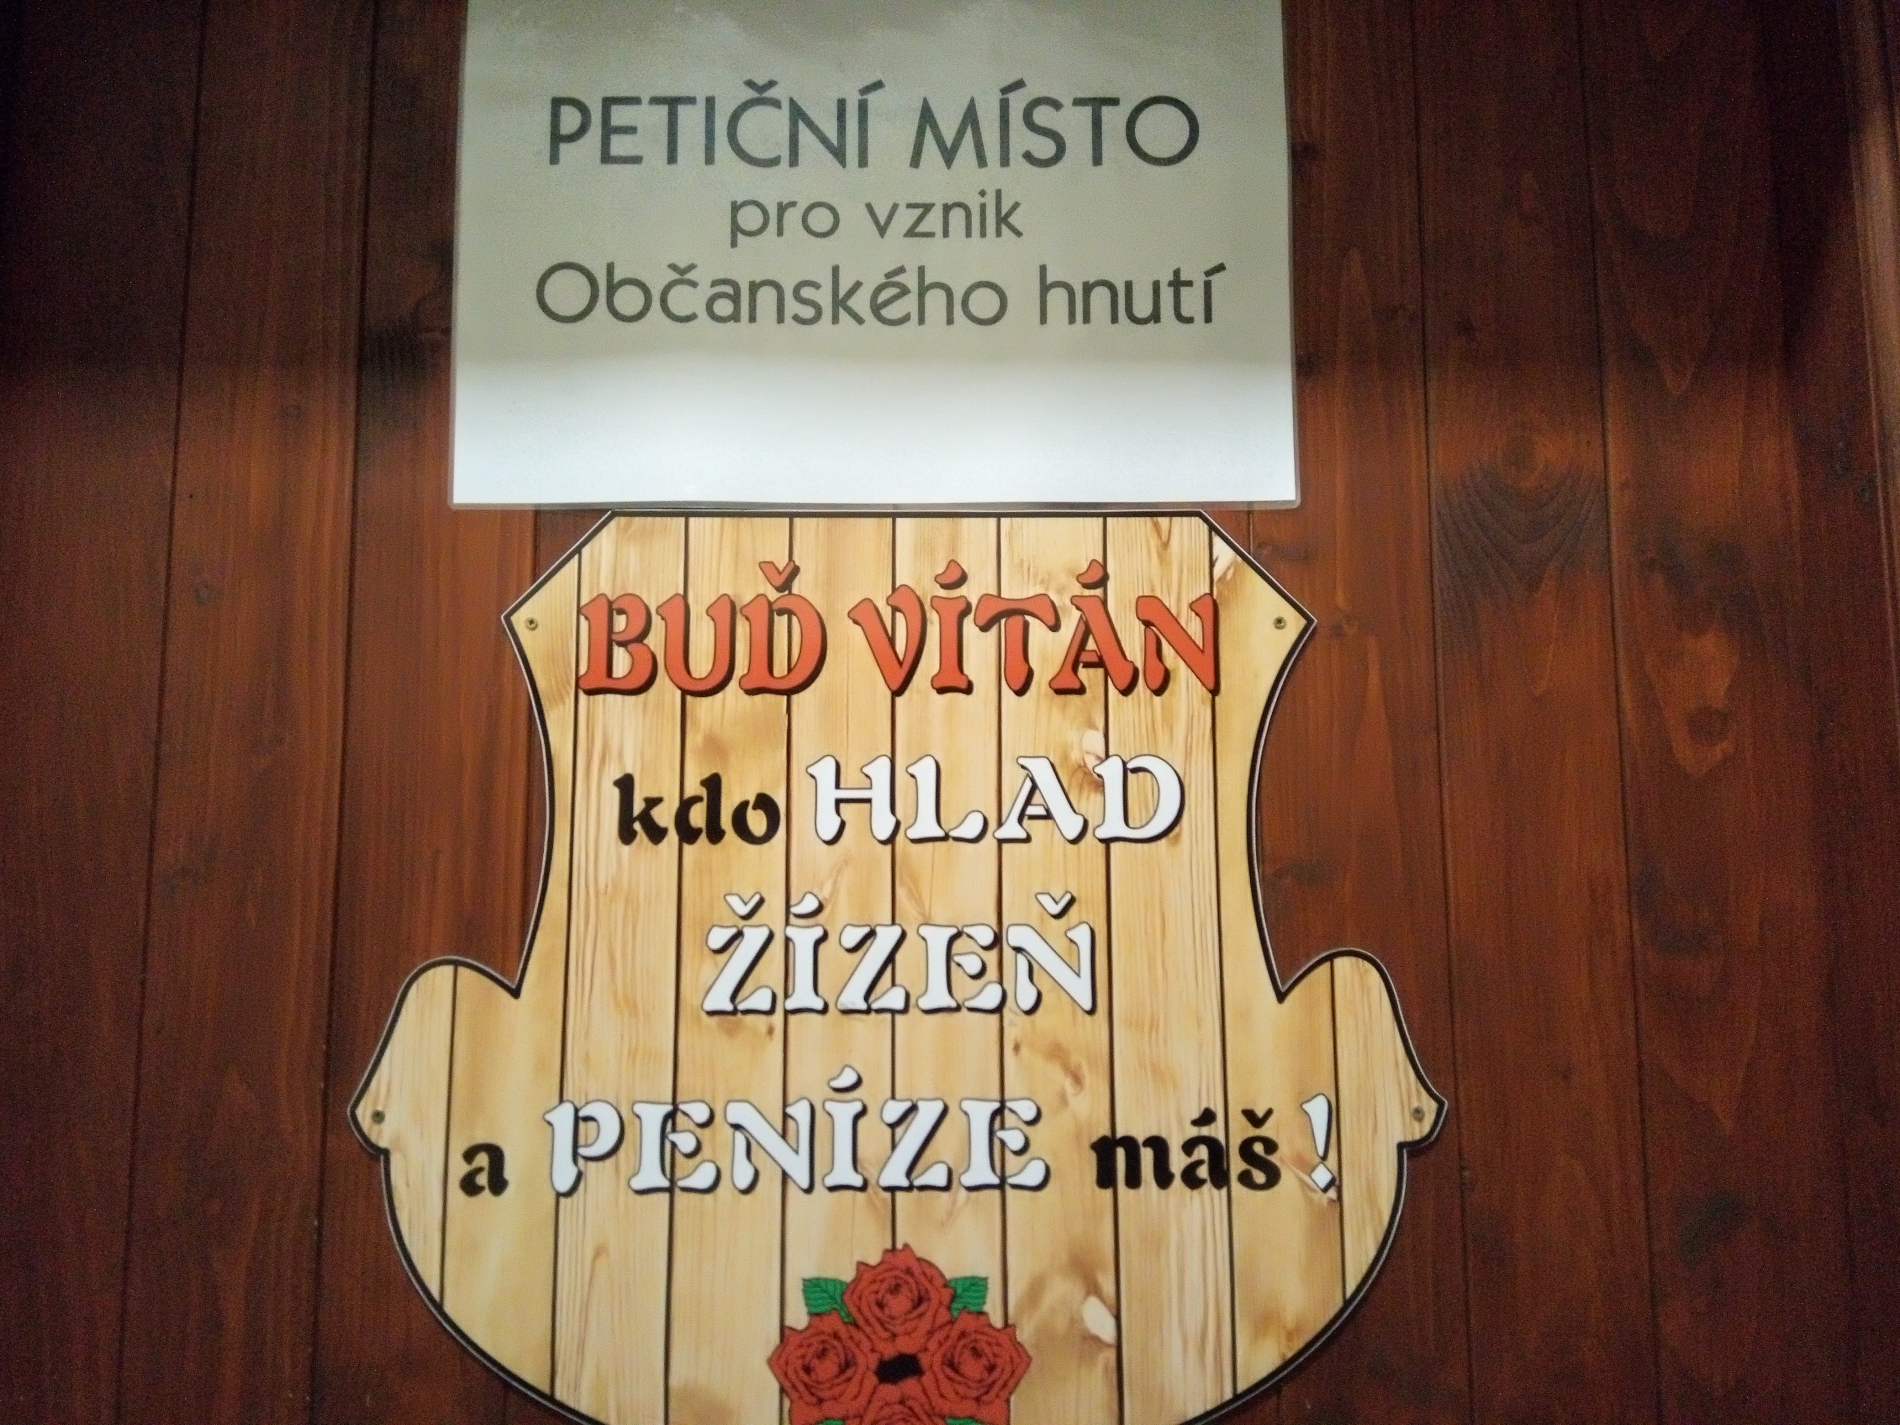 PETIČNÍ MÍSTO
pro vznik
Občanského hnutí
BUĎ VÍTÁN
kdo HLAD
ŽÍZEŇ
a PENÍZE máš!